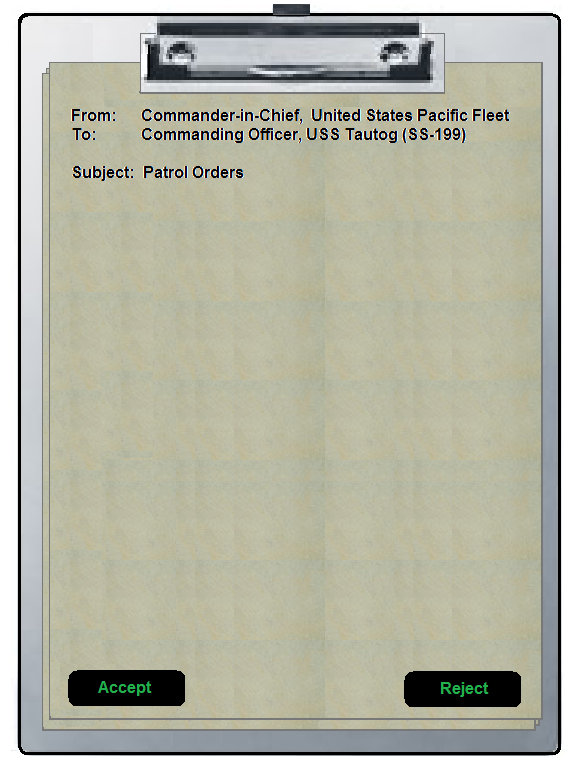 From: Commander-in-Chief, United States Pacific Fleet
To: Commanding Officer, USS Tautog (SS-199)
Subject: Patrol Orders
Accept Reject